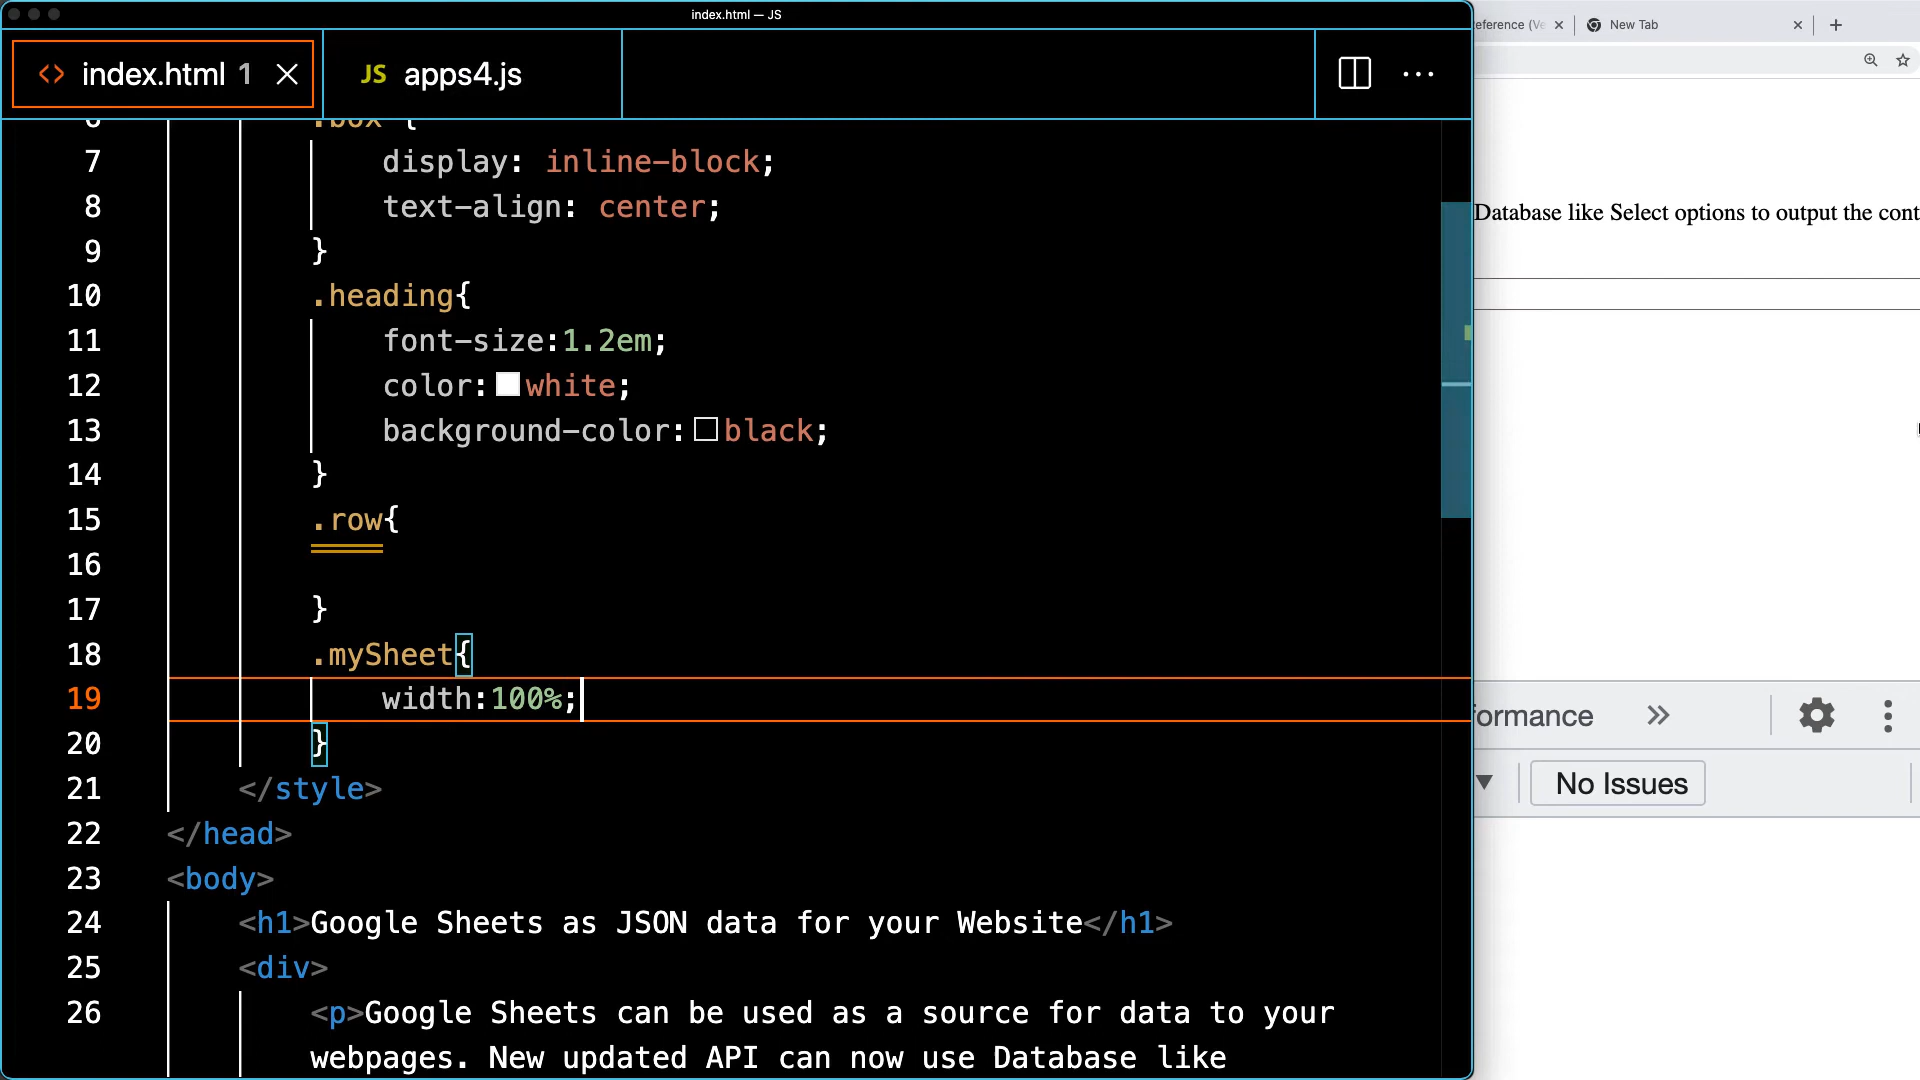 index.html — JS
<> index.html 1
JS apps4.js
6 .box {
7 display: inline-block;
8 text-align: center;
9 }
10 .heading{
11 font-size:1.2em;
12 color:white;
13 background-color:black;
14 }
15 .row{
16
17 }
18 .mySheet{
19 width:100%;
20 }
21 </style>
22 </head>
23 <body>
24 <h1>Google Sheets as JSON data for your Website</h1>
25 <div>
26 <p>Google Sheets can be used as a source for data to your
webpages. New updated API can now use Database like
eference (Ve
New Tab
Database like Select options to output the cont
ormance
No Issues